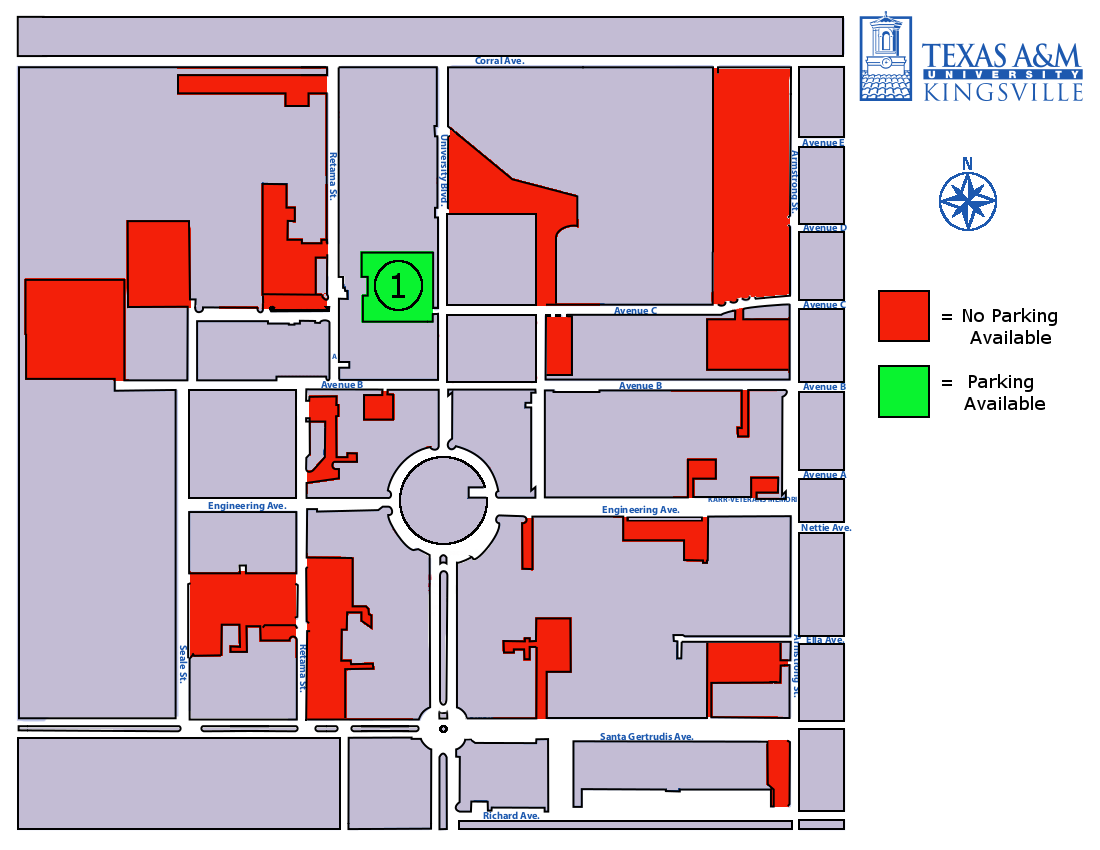 Corral Ave.
TEXAS A&M
UNIVERSITY
KINGSVILLE
Avenue E
Retama St.
University Blvd.
Armstrong St.
N
Avenue D
1
Avenue C
Avenue C
= No Parking
Available
A
Avenue B
Avenue B
Avenue B
= Parking
Available
Avenue A
KARR-VETERANS MEMORI
Engineering Ave.
Engineering Ave.
Nettie Ave.
Seale St.
Retama St.
Armstrong St.
Ella Ave.
Santa Gertrudis Ave.
Richard Ave.